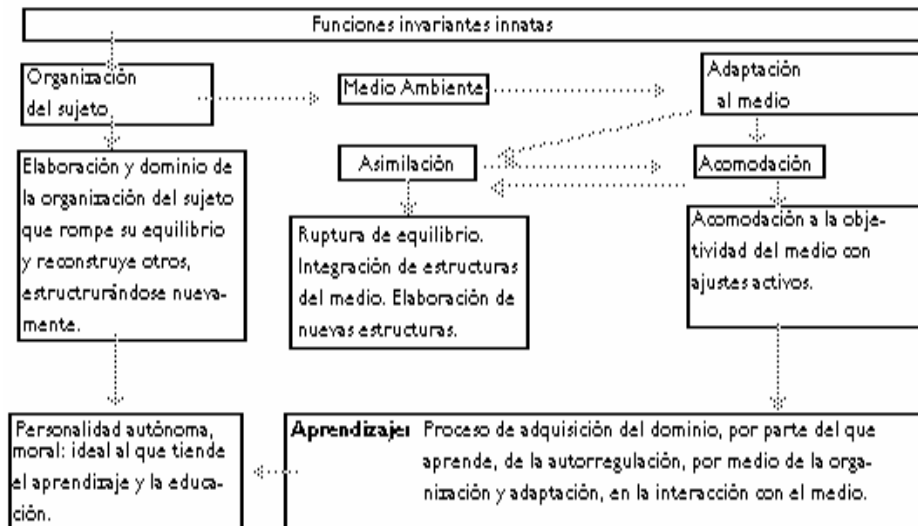 Funciones invariantes innatas
Organización
del sujeto
Medio Ambiente
Adaptación
al medio
Elaboración y dominio de
la organización del sujeto
que rompe su equilibrio
y reconstruye otros,
estructrurándose nueva-
mente.
Asimilación
Acomodación
Ruptura de equilibrio.
Integración de estructuras
del medio. Elaboración de
nuevas estructuras.
Acomodación a la obje-
tividad del medio con
ajustes activos.
Personalidad autónoma,
moral: ideal al que tiende
el aprendizaje y la educa-
ción.
Aprendizaje: Proceso de adquisición del dominio, por parte del que
aprende, de la autorregulación, por medio de la orga-
nización y adaptación, en la interacción con el medio.